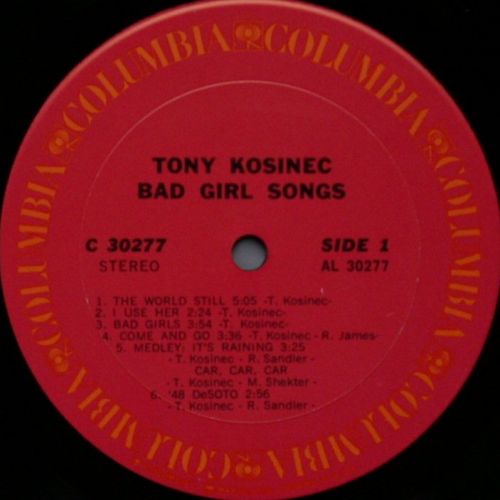 COLUMBIA COLUMBIA COLUMBIA COLUMBIA COLUMBIA COLUMBIA
TONY KOSINEC
BAD GIRL SONGS
C 30277 SIDE 1
STEREO AL 30277
1. THE WORLD STILL 5:05 -T. Kosinec-
2. I USE HER 2:24 -T. Kosinec-
3. BAD GIRLS 3:54 -T. Kosinec-
4. COME AND GO 3:36 -T. Kosinec - R. James-
5. MEDLEY: IT'S RAINING 3:25
-T. Kosinec - R. Sandler-
CAR, CAR, CAR
-T. Kosinec - M. Shekter -
6. '48 DeSOTO 2:56
-T. Kosinec - R. Sandler -